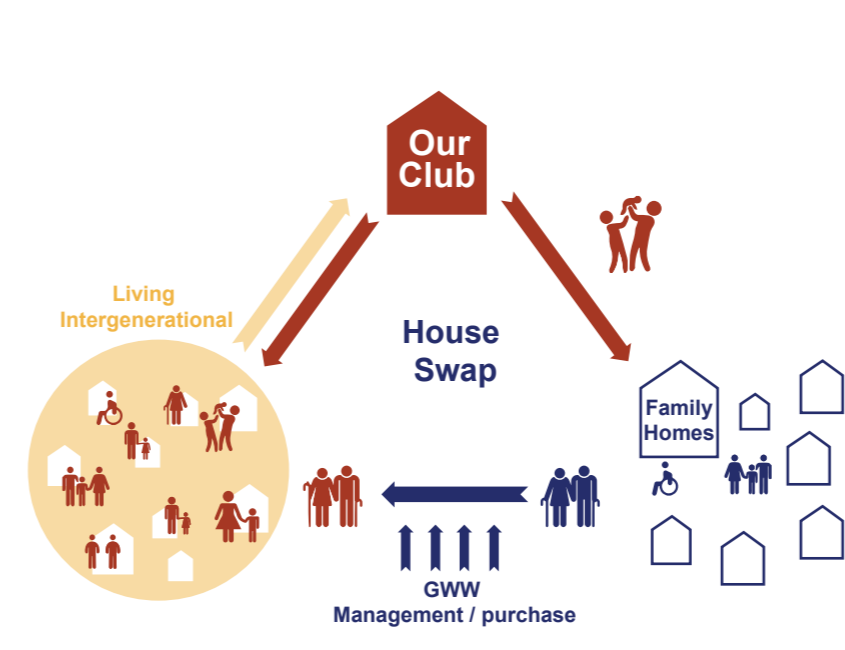 Our
Club
Living
Intergenerational
House
Swap
Family
Homes
GWW
Management / purchase